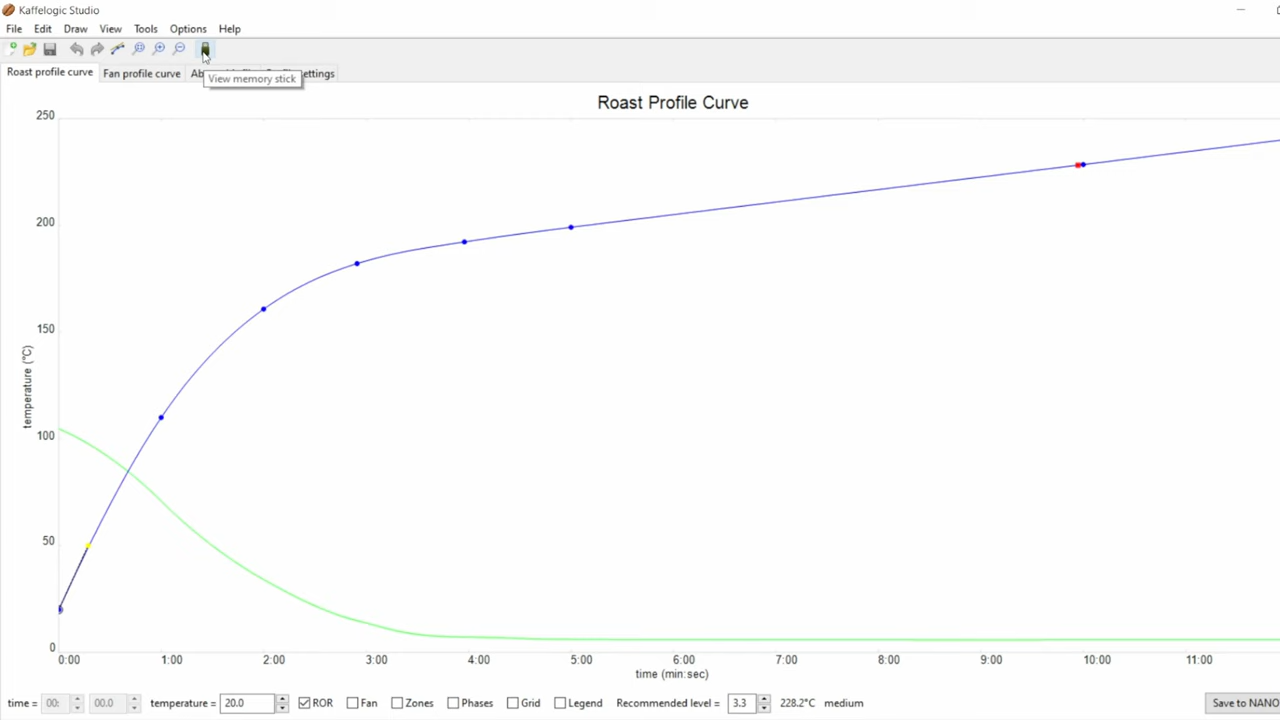 Kaffelogic Studio
File Edit Draw View Tools Options Help
Roast profile curve Fan profile curve Ab ettings
View memory stick
Roast Profile Curve
250
200
150
100
50
0
temperature (°C)
0:00 1:00 2:00 3:00 4:00 5:00 6:00 7:00 8:00 9:00 10:00 11:00
time (min:sec)
time = 00: 00.0 temperature = 20.0 ROR Fan Zones Phases Grid Legend Recommended level = 3.3 228.2°C medium Save to NANO